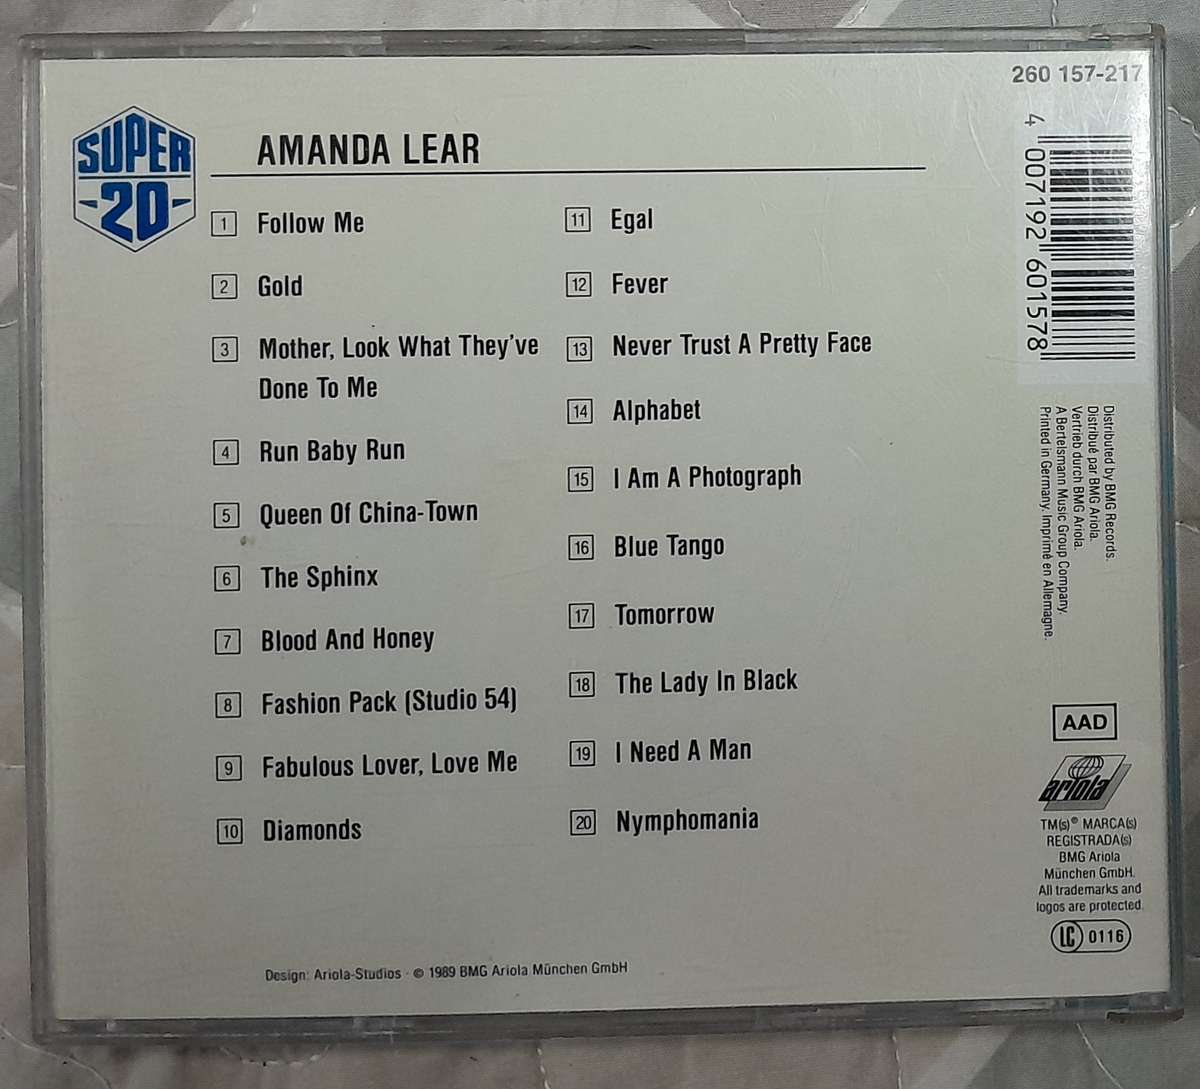 260 157-217
SUPER
-20-
AMANDA LEAR
1 Follow Me
2 Gold
3 Mother, Look What They've
Done To Me
4 Run Baby Run
5 Queen Of China-Town
6 The Sphinx
7 Blood And Honey
8 Fashion Pack (Studio 54)
9 Fabulous Lover, Love Me
10 Diamonds
11 Egal
12 Fever
13 Never Trust A Pretty Face
14 Alphabet
15 I Am A Photograph
16 Blue Tango
17 Tomorrow
18 The Lady In Black
19 I Need A Man
20 Nymphomania
4 007192 601578
Distributed by BMG Records.
Distribué par BMG Ariola.
Vertrieb durch BMG Ariola.
A Bertelsmann Music Group Company.
Printed in Germany. Imprimé en Allemagne.
AAD
ariola
TM(s)® MARCA(s)
REGISTRADA(s)
BMG Ariola
München GmbH.
All trademarks and
logos are protected.
LC 0116
Design: Ariola-Studios · © 1989 BMG Ariola München GmbH